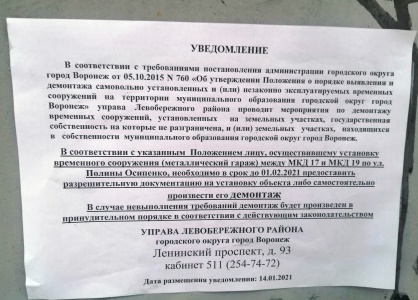 УВЕДОМЛЕНИЕ
В соответствии с требованиями постановления администрации городского округа
город Воронеж от 05.10.2015 N 760 «Об утверждении Положения о порядке выявления и
демонтажа самовольно установленных и (или) незаконно эксплуатируемых временных
сооружений на территории муниципального образования городской округ город
Воронеж» управа Левобережного района проводит мероприятия по демонтажу
временных сооружений, установленных на земельных участках, государственная
собственность на которые не разграничена, и (или) земельных участках, находящихся
в собственности муниципального образования городской округ город Воронеж.
В соответствии с указанным Положением лицу, осуществившему установку
временного сооружения (металлический гараж) между МКД 17 и МКД 19 по ул.
Полины Осипенко, необходимо в срок до 01.02.2021 предоставить
разрешительную документацию на установку объекта либо самостоятельно
произвести его демонтаж
В случае невыполнения требований демонтаж будет произведен в
принудительном порядке в соответствии с действующим законодательством
УПРАВА ЛЕВОБЕРЕЖНОГО РАЙОНА
городского округа город Воронеж
Ленинский проспект, д. 93
кабинет 511 (254-74-72)
Дата размещения уведомления: 14.01.2021